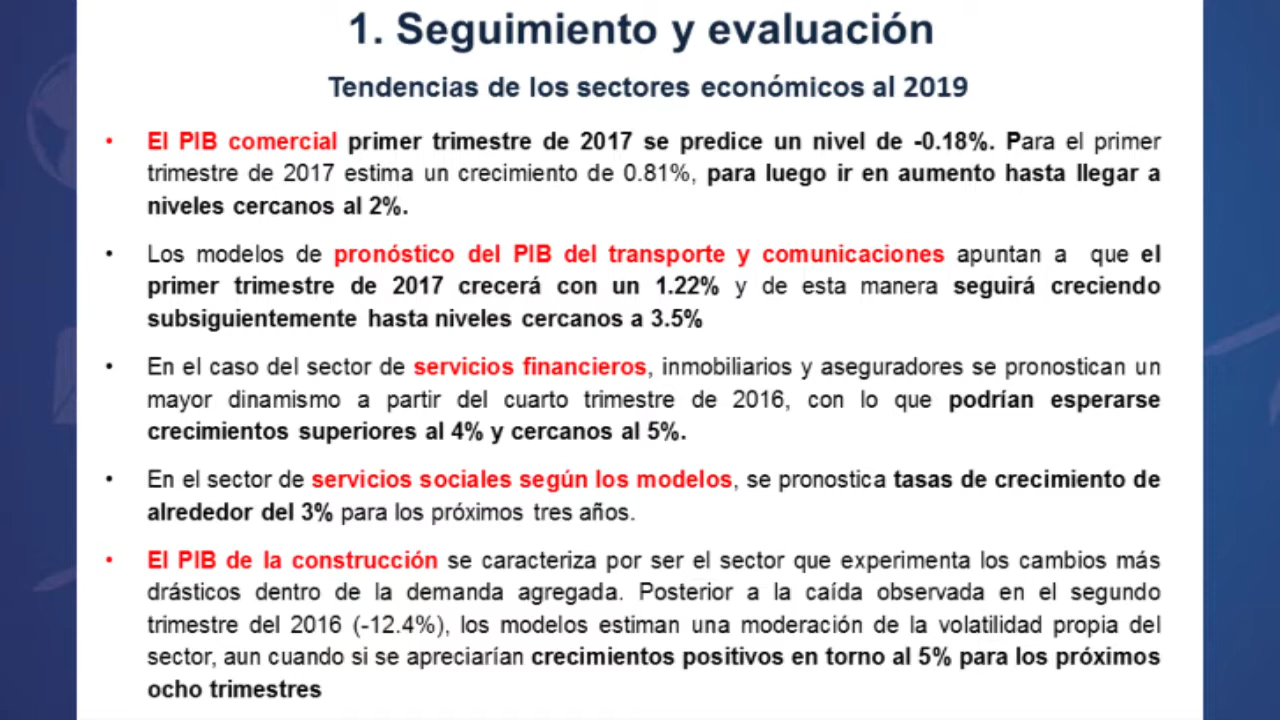 1. Seguimiento y evaluación
Tendencias de los sectores económicos al 2019
• El PIB comercial primer trimestre de 2017 se predice un nivel de -0.18%. Para el primer
trimestre de 2017 estima un crecimiento de 0.81%, para luego ir en aumento hasta llegar a
niveles cercanos al 2%.
• Los modelos de pronóstico del PIB del transporte y comunicaciones apuntan a que el
primer trimestre de 2017 crecerá con un 1.22% y de esta manera seguirá creciendo
subsiguientemente hasta niveles cercanos a 3.5%
• En el caso del sector de servicios financieros, inmobiliarios y aseguradores se pronostican un
mayor dinamismo a partir del cuarto trimestre de 2016, con lo que podrían esperarse
crecimientos superiores al 4% y cercanos al 5%.
• En el sector de servicios sociales según los modelos, se pronostica tasas de crecimiento de
alrededor del 3% para los próximos tres años.
• El PIB de la construcción se caracteriza por ser el sector que experimenta los cambios más
drásticos dentro de la demanda agregada. Posterior a la caída observada en el segundo
trimestre del 2016 (-12.4%), los modelos estiman una moderación de la volatilidad propia del
sector, aun cuando si se apreciarían crecimientos positivos en torno al 5% para los próximos
ocho trimestres